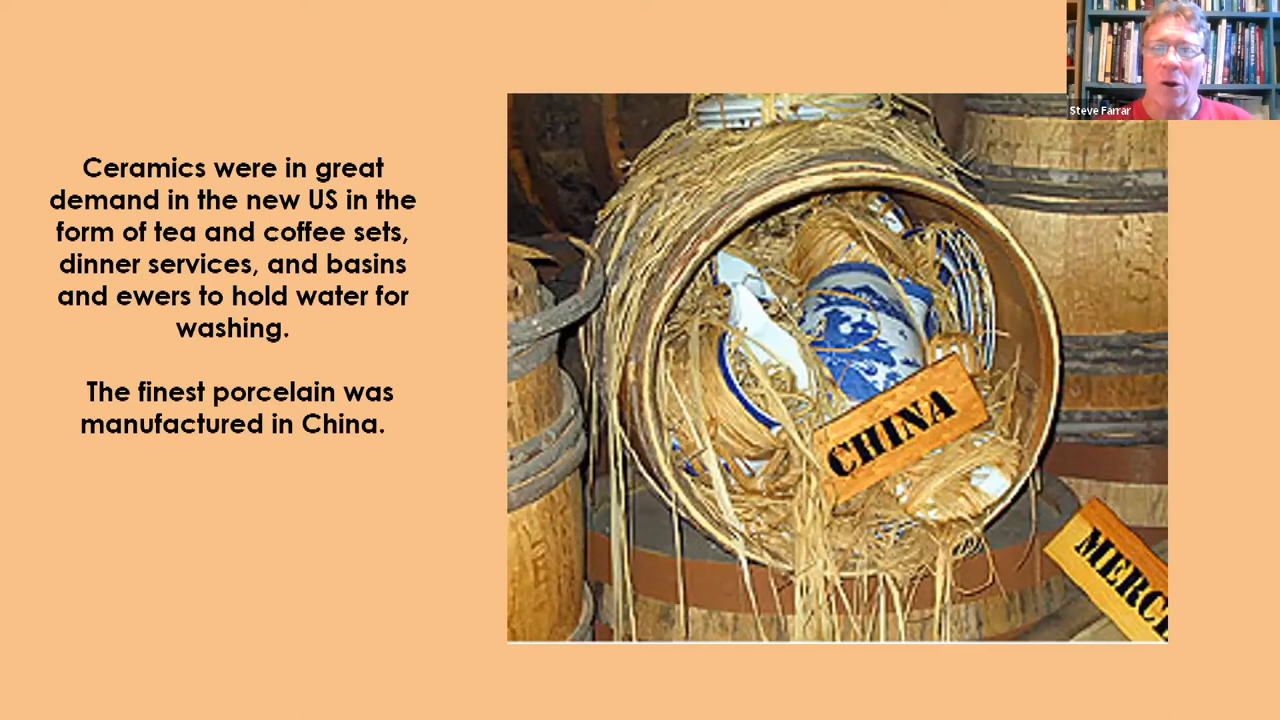 Steve Farrar
Ceramics were in great
demand in the new US in the
form of tea and coffee sets,
dinner services, and basins
and ewers to hold water for
washing.
The finest porcelain was
manufactured in China.
CHINA
MERC